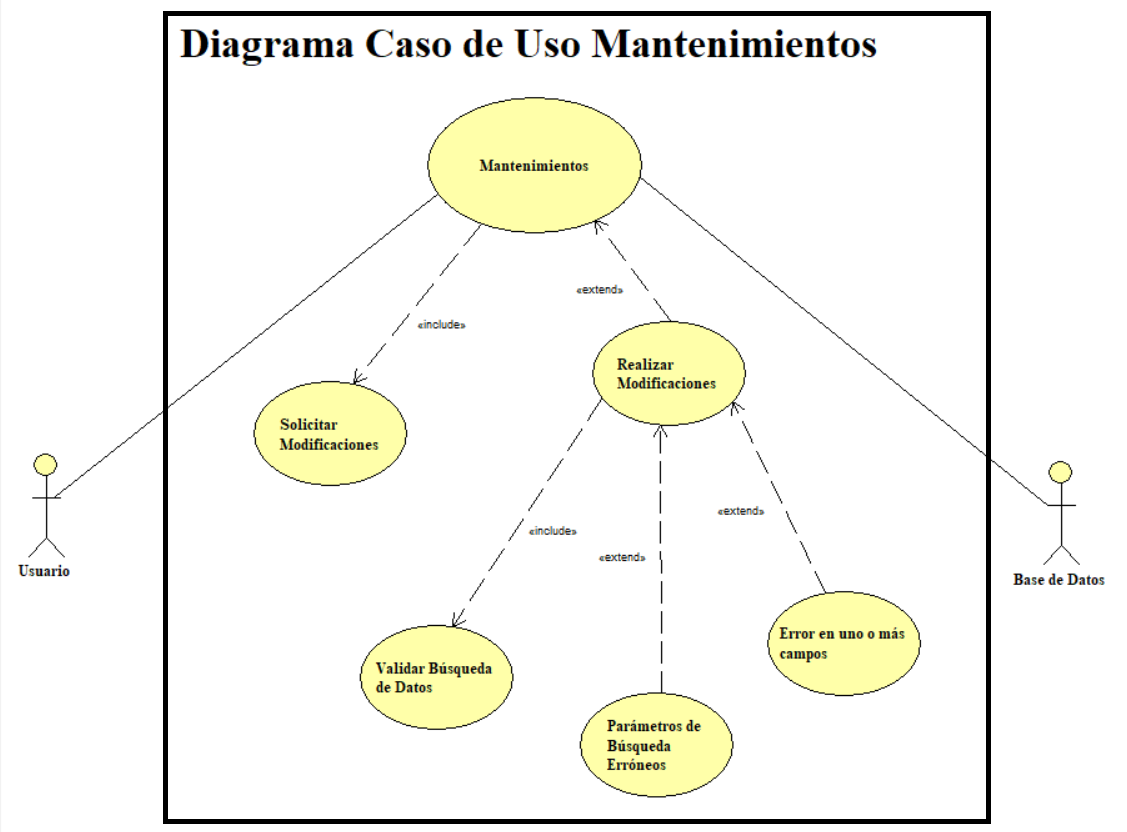 Diagrama Caso de Uso Mantenimientos
Mantenimientos
«extend»
«include»
Realizar
Modificaciones
Solicitar
Modificaciones
«extend»
«include»
«extend»
Usuario
Base de Datos
Error en uno o más
campos
Validar Búsqueda
de Datos
Parámetros de
Búsqueda
Erróneos